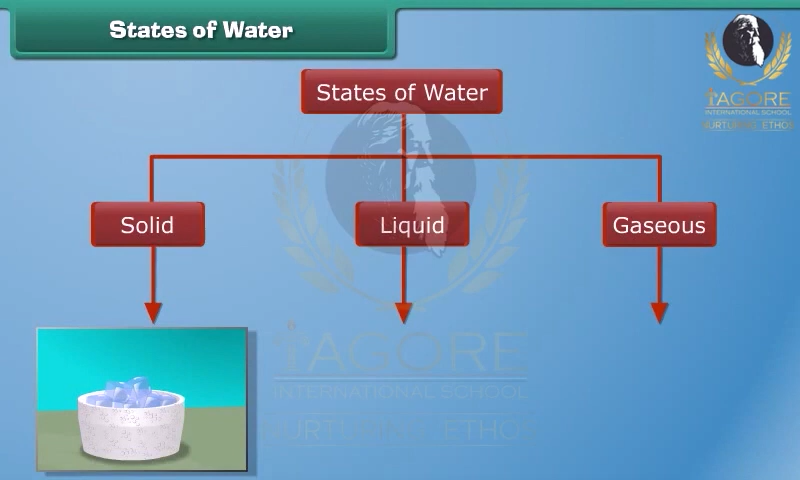 States of Water
States of Water
Solid
Liquid
Gaseous
TAGORE
INTERNATIONAL SCHOOL
NURTURING ETHOS
TAGORE
INTERNATIONAL SCHOOL
NURTURING ETHOS